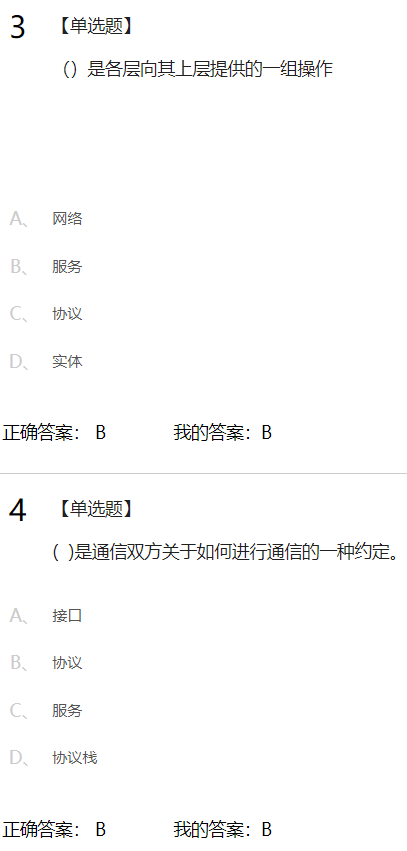 3 【单选题】
（）是各层向其上层提供的一组操作
A、 网络
B、 服务
C、 协议
D、 实体
正确答案： B 我的答案：B
4 【单选题】
( )是通信双方关于如何进行通信的一种约定。
A、 接口
B、 协议
C、 服务
D、 协议栈
正确答案： B 我的答案：B